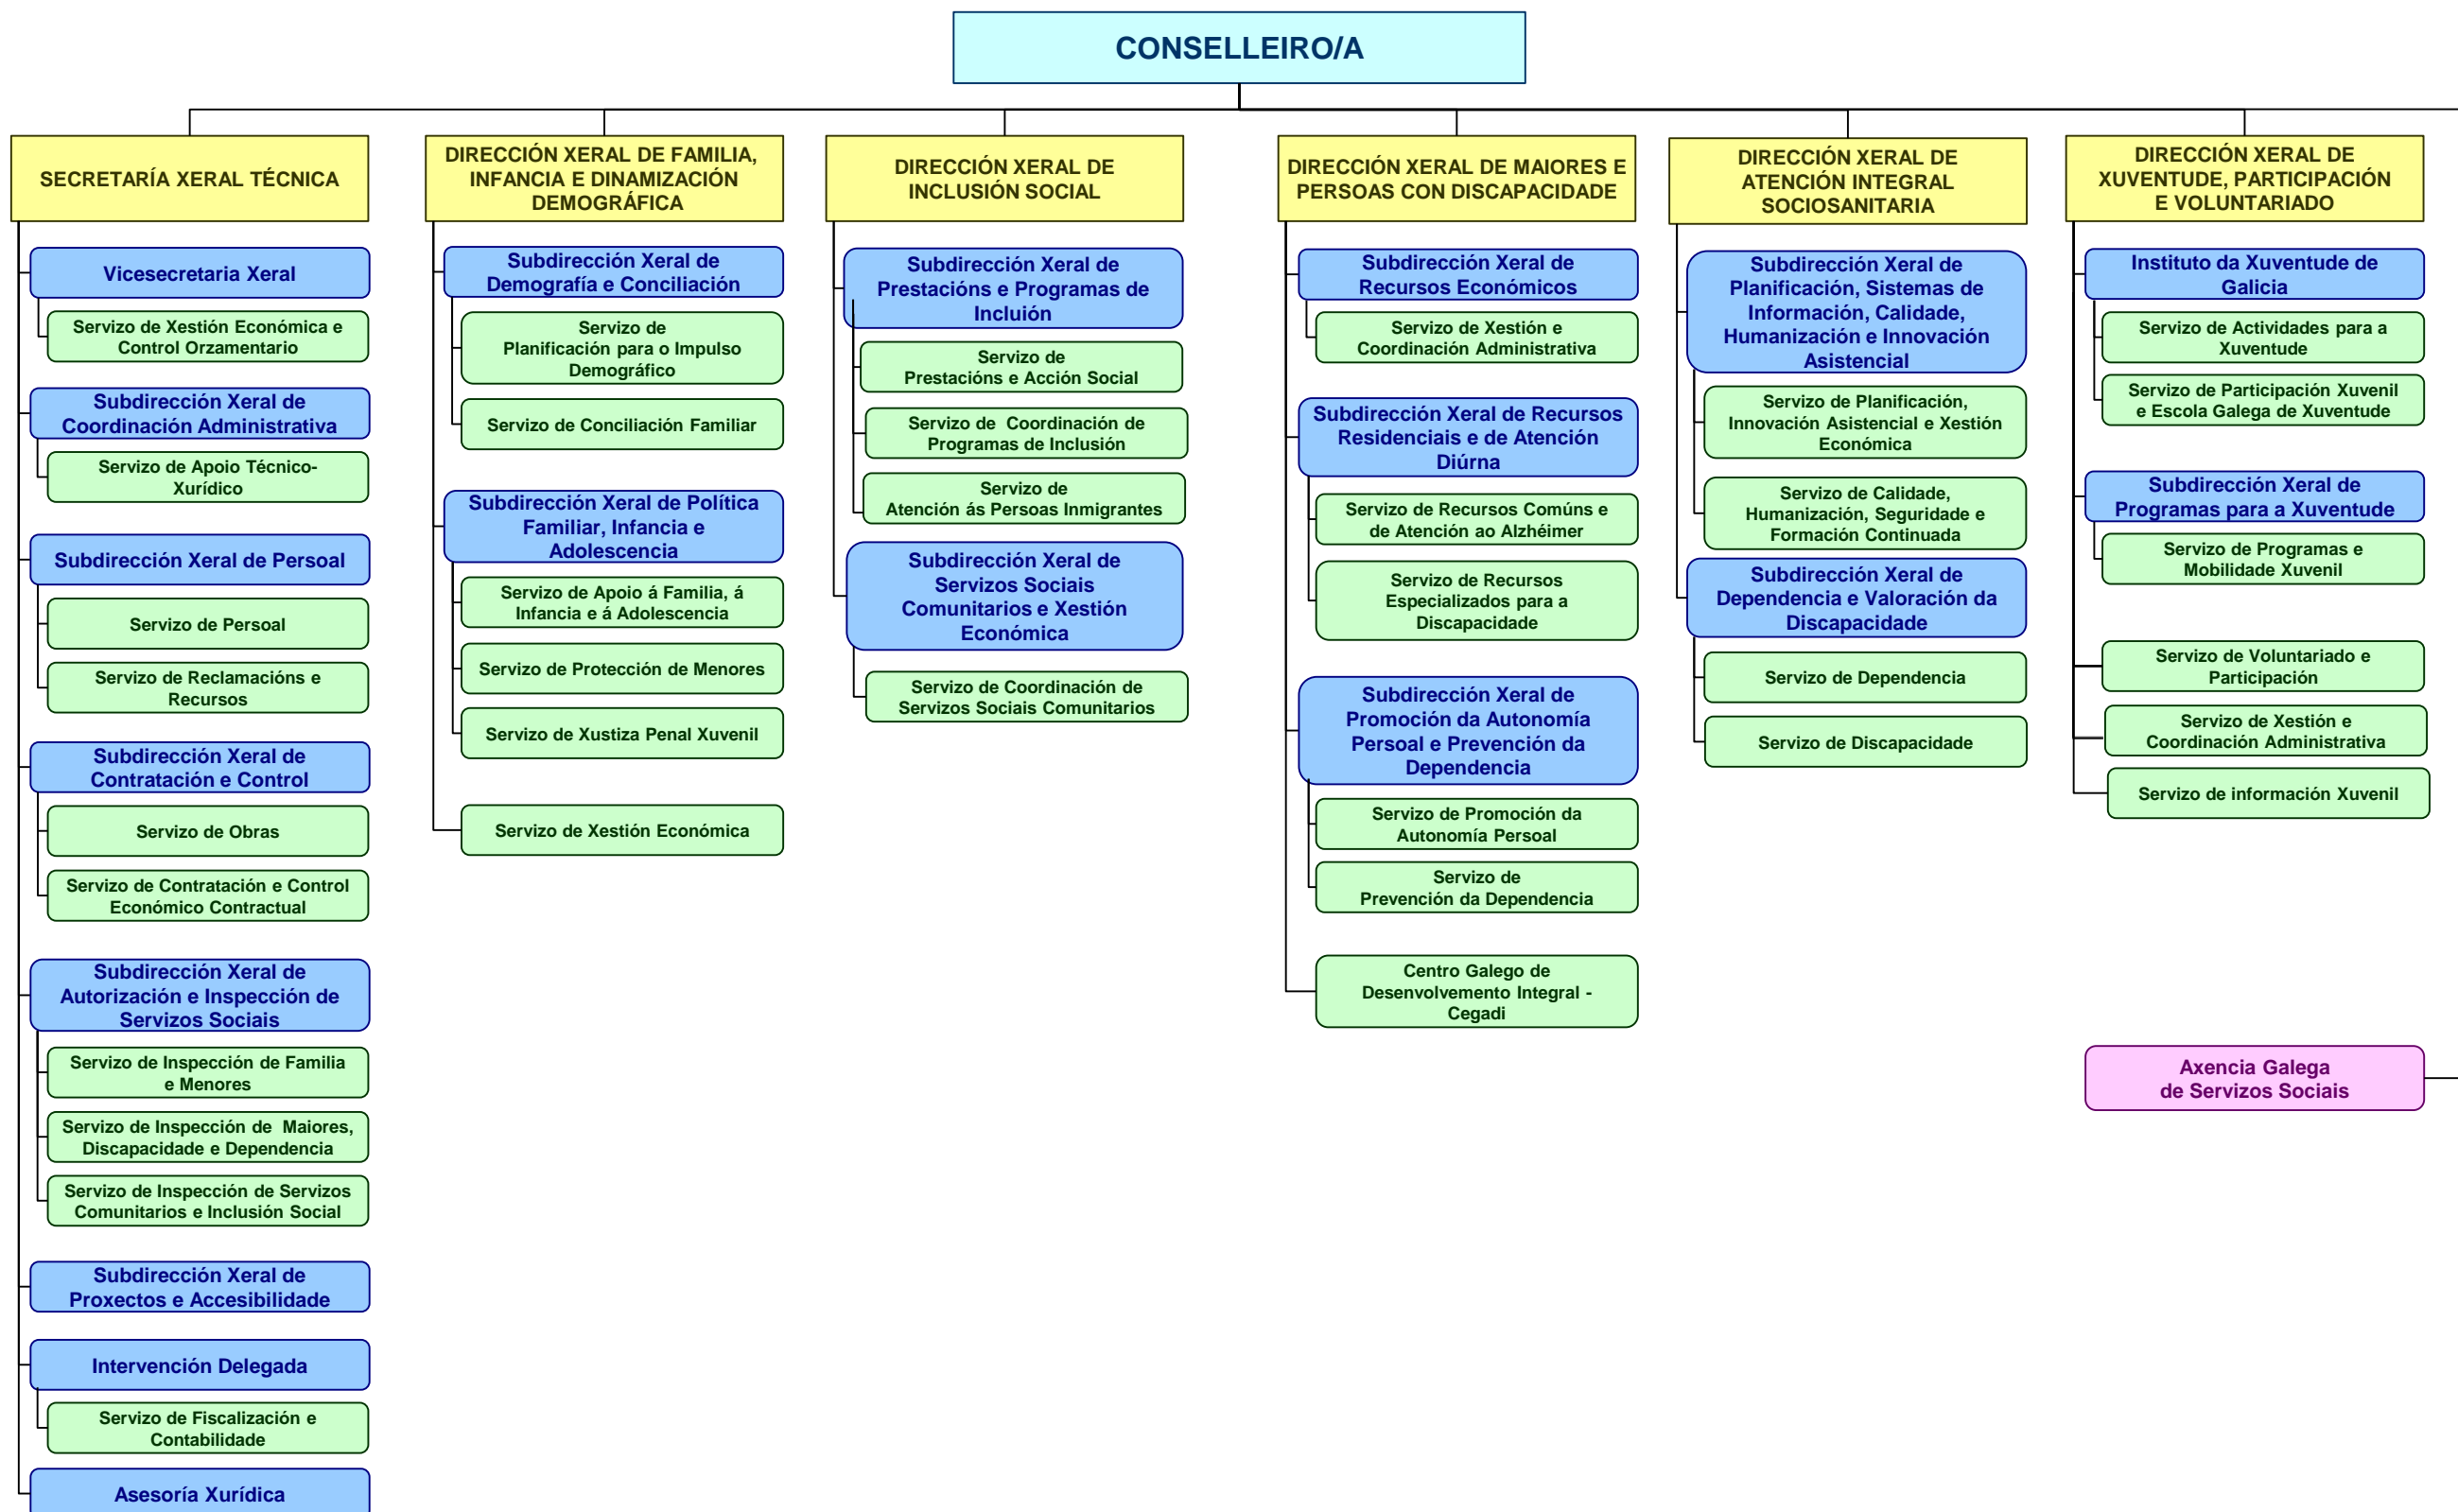 CONSELLEIRO/A
SECRETARÍA XERAL TÉCNICA
Vicesecretaria Xeral
Servizo de Xestión Económica e
Control Orzamentario
Subdirección Xeral de
Coordinación Administrativa
Servizo de Apoio Técnico-
Xurídico
Subdirección Xeral de Persoal
Servizo de Persoal
Servizo de Reclamacións e
Recursos
Subdirección Xeral de
Contratación e Control
Servizo de Obras
Servizo de Contratación e Control
Económico Contractual
Subdirección Xeral de
Autorización e Inspección de
Servizos Sociais
Servizo de Inspección de Familia
e Menores
Servizo de Inspección de Maiores,
Discapacidade e Dependencia
Servizo de Inspección de Servizos
Comunitarios e Inclusión Social
Subdirección Xeral de
Proxectos e Accesibilidade
Intervención Delegada
Servizo de Fiscalización e
Contabilidade
Asesoría Xurídica
DIRECCIÓN XERAL DE FAMILIA,
INFANCIA E DINAMIZACIÓN
DEMOGRÁFICA
Subdirección Xeral de
Demografía e Conciliación
Servizo de
Planificación para o Impulso
Demográfico
Servizo de Conciliación Familiar
Subdirección Xeral de Política
Familiar, Infancia e
Adolescencia
Servizo de Apoio á Familia, á
Infancia e á Adolescencia
Servizo de Protección de Menores
Servizo de Xustiza Penal Xuvenil
Servizo de Xestión Económica
DIRECCIÓN XERAL DE
INCLUSIÓN SOCIAL
Subdirección Xeral de
Prestacións e Programas de
Incluión
Servizo de
Prestacións e Acción Social
Servizo de Coordinación de
Programas de Inclusión
Servizo de
Atención ás Persoas Inmigrantes
Subdirección Xeral de
Servizos Sociais
Comunitarios e Xestión
Económica
Servizo de Coordinación de
Servizos Sociais Comunitarios
DIRECCIÓN XERAL DE MAIORES E
PERSOAS CON DISCAPACIDADE
Subdirección Xeral de
Recursos Económicos
Servizo de Xestión e
Coordinación Administrativa
Subdirección Xeral de Recursos
Residenciais e de Atención
Diúrna
Servizo de Recursos Comúns e
de Atención ao Alzhéimer
Servizo de Recursos
Especializados para a
Discapacidade
Subdirección Xeral de
Promoción da Autonomía
Persoal e Prevención da
Dependencia
Servizo de Promoción da
Autonomía Persoal
Servizo de
Prevención da Dependencia
Centro Galego de
Desenvolvemento Integral -
Cegadi
DIRECCIÓN XERAL DE
ATENCIÓN INTEGRAL
SOCIOSANITARIA
Subdirección Xeral de
Planificación, Sistemas de
Información, Calidade,
Humanización e Innovación
Asistencial
Servizo de Planificación,
Innovación Asistencial e Xestión
Económica
Servizo de Calidade,
Humanización, Seguridade e
Formación Continuada
Subdirección Xeral de
Dependencia e Valoración da
Discapacidade
Servizo de Dependencia
Servizo de Discapacidade
DIRECCIÓN XERAL DE
XUVENTUDE, PARTICIPACIÓN
E VOLUNTARIADO
Instituto da Xuventude de
Galicia
Servizo de Actividades para a
Xuventude
Servizo de Participación Xuvenil
e Escola Galega de Xuventude
Subdirección Xeral de
Programas para a Xuventude
Servizo de Programas e
Mobilidade Xuvenil
Servizo de Voluntariado e
Participación
Servizo de Xestión e
Coordinación Administrativa
Servizo de información Xuvenil
Axencia Galega
de Servizos Sociais